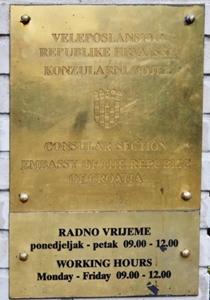 VELEPOSLANSTVO
REPUBLIKE HRVATSKE
KONZULARNI
CONSULAR SECTION
EMBASSY OF THE REPUBLIC
OF CROATIA
RADNO VRIJEME
ponedjeljak - petak 09.00 - 12.00
WORKING HOURS
Monday - Friday 09.00 - 12.00